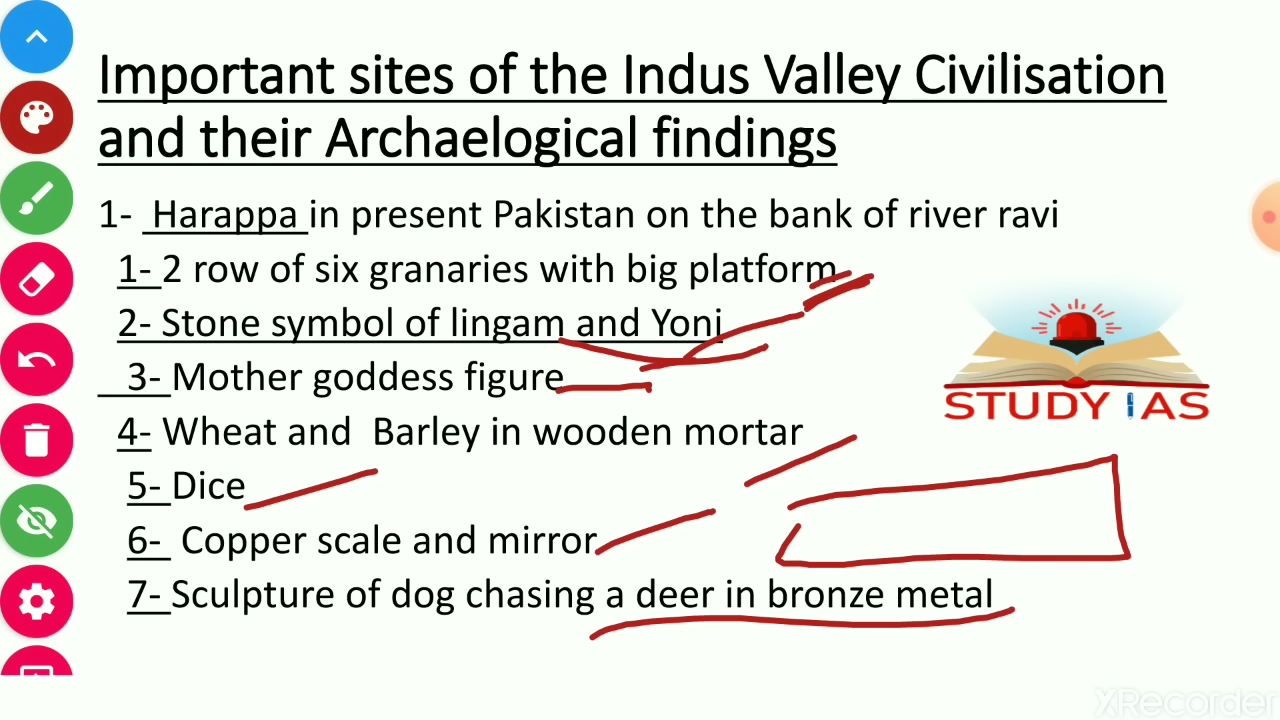 Important sites of the Indus Valley Civilisation
and their Archaelogical findings
1- Harappa in present Pakistan on the bank of river ravi
1- 2 row of six granaries with big platform
2- Stone symbol of lingam and Yoni
3- Mother goddess figure
4- Wheat and Barley in wooden mortar
5- Dice
6- Copper scale and mirror
7- Sculpture of dog chasing a deer in bronze metal
STUDY IAS
XRecorder